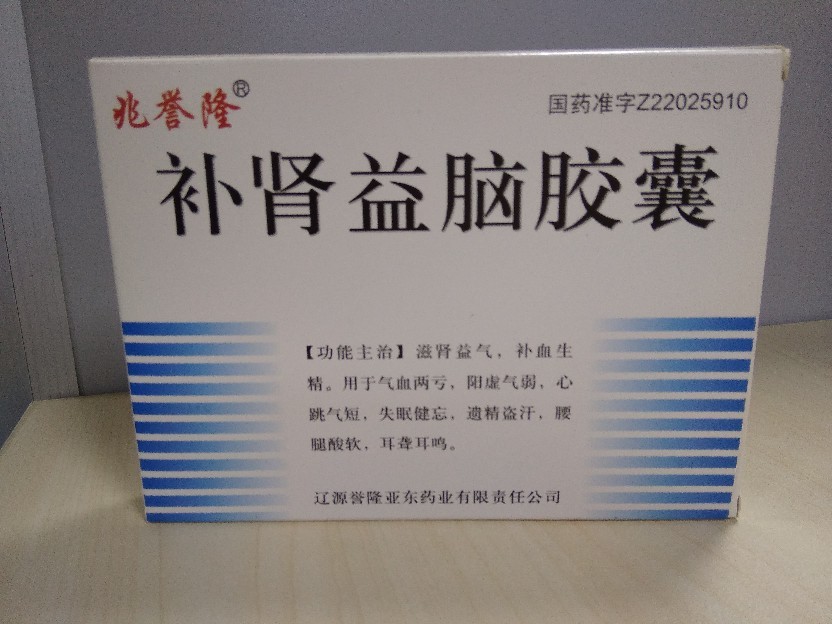 兆誉隆®
国药准字Z22025910
补肾益脑胶囊
【功能主治】滋肾益气，补血生
精。用于气血两亏，阳虚气弱，心
跳气短，失眠健忘，遗精盗汗，腰
腿酸软，耳聋耳鸣。
辽源誉隆亚东药业有限责任公司